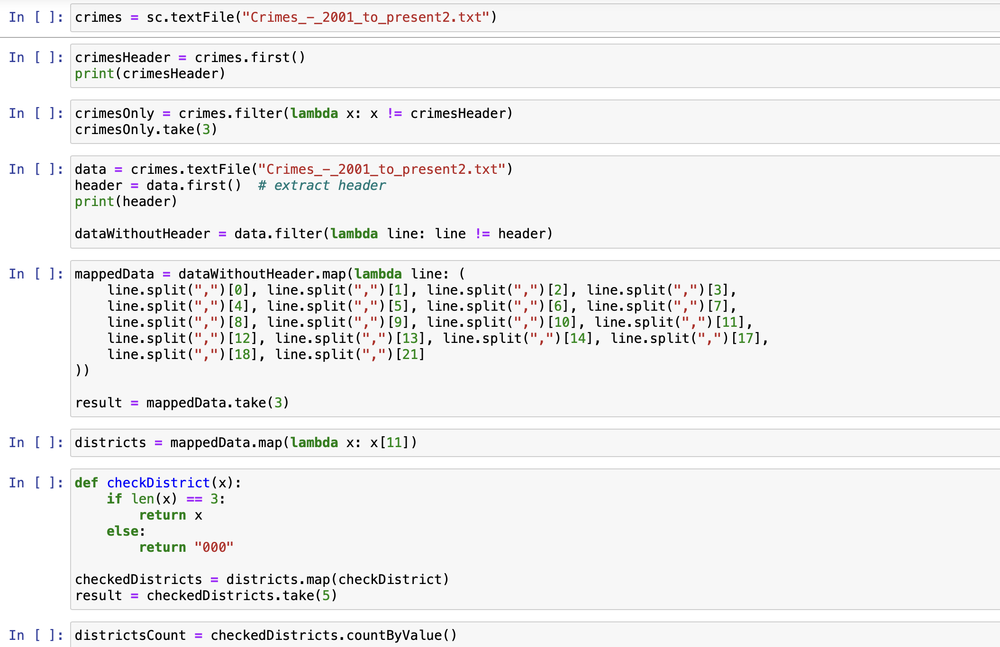 In [ ]: crimes = sc.textFile("Crimes_-_2001_to_present2.txt")
In [ ]: crimesHeader = crimes.first()
print(crimesHeader)
In [ ]: crimesOnly = crimes.filter(lambda x: x != crimesHeader)
crimesOnly.take(3)
In [ ]: data = crimes.textFile("Crimes_-_2001_to_present2.txt")
header = data.first()  # extract header
print(header)

dataWithoutHeader = data.filter(lambda line: line != header)
In [ ]: mappedData = dataWithoutHeader.map(lambda line: (
    line.split(",")[0], line.split(",")[1], line.split(",")[2], line.split(",")[3],
    line.split(",")[4], line.split(",")[5], line.split(",")[6], line.split(",")[7],
    line.split(",")[8], line.split(",")[9], line.split(",")[10], line.split(",")[11],
    line.split(",")[12], line.split(",")[13], line.split(",")[14], line.split(",")[17],
    line.split(",")[18], line.split(",")[21]
))

result = mappedData.take(3)
In [ ]: districts = mappedData.map(lambda x: x[11])
In [ ]: def checkDistrict(x):
    if len(x) == 3:
        return x
    else:
        return "000"

checkedDistricts = districts.map(checkDistrict)
result = checkedDistricts.take(5)
In [ ]: districtsCount = checkedDistricts.countByValue()